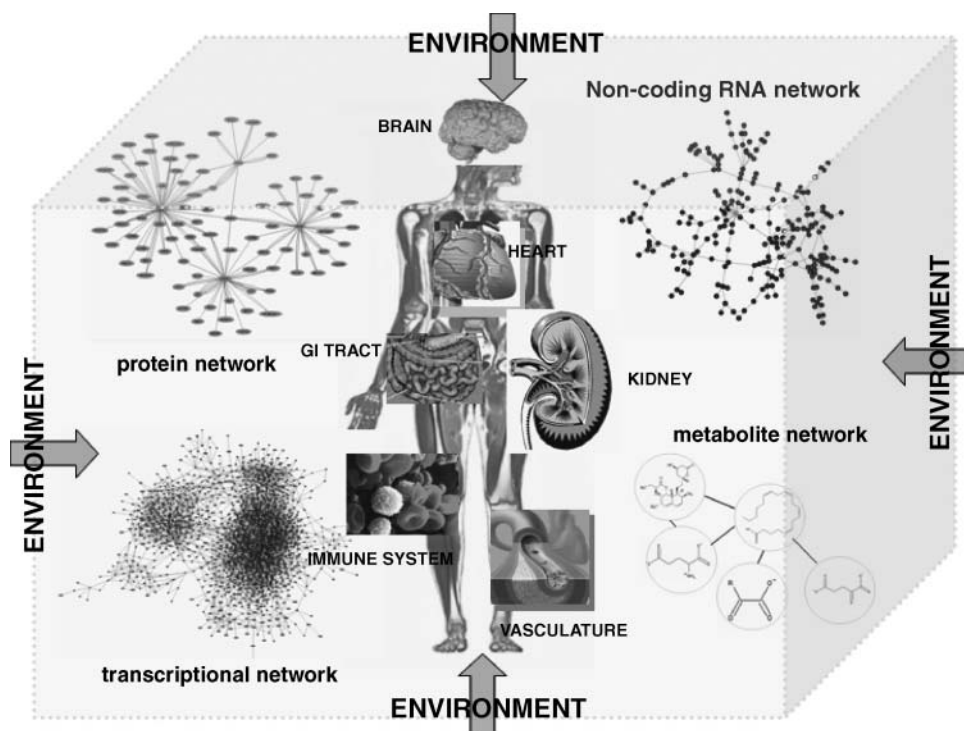 ENVIRONMENT
Non-coding RNA network
BRAIN
HEART
protein network
GI TRACT
KIDNEY
ENVIRONMENT
ENVIRONMENT
metabolite network
IMMUNE SYSTEM
VASCULATURE
transcriptional network
ENVIRONMENT